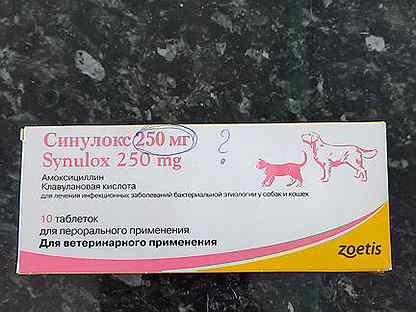 Синулокс 250 мг ?
Synulox 250 mg
Амоксициллин
Клавулановая кислота
для лечения инфекционных заболеваний бактериальной этиологии у собак и кошек
10 таблеток
для перорального применения
Для ветеринарного применения
zoetis